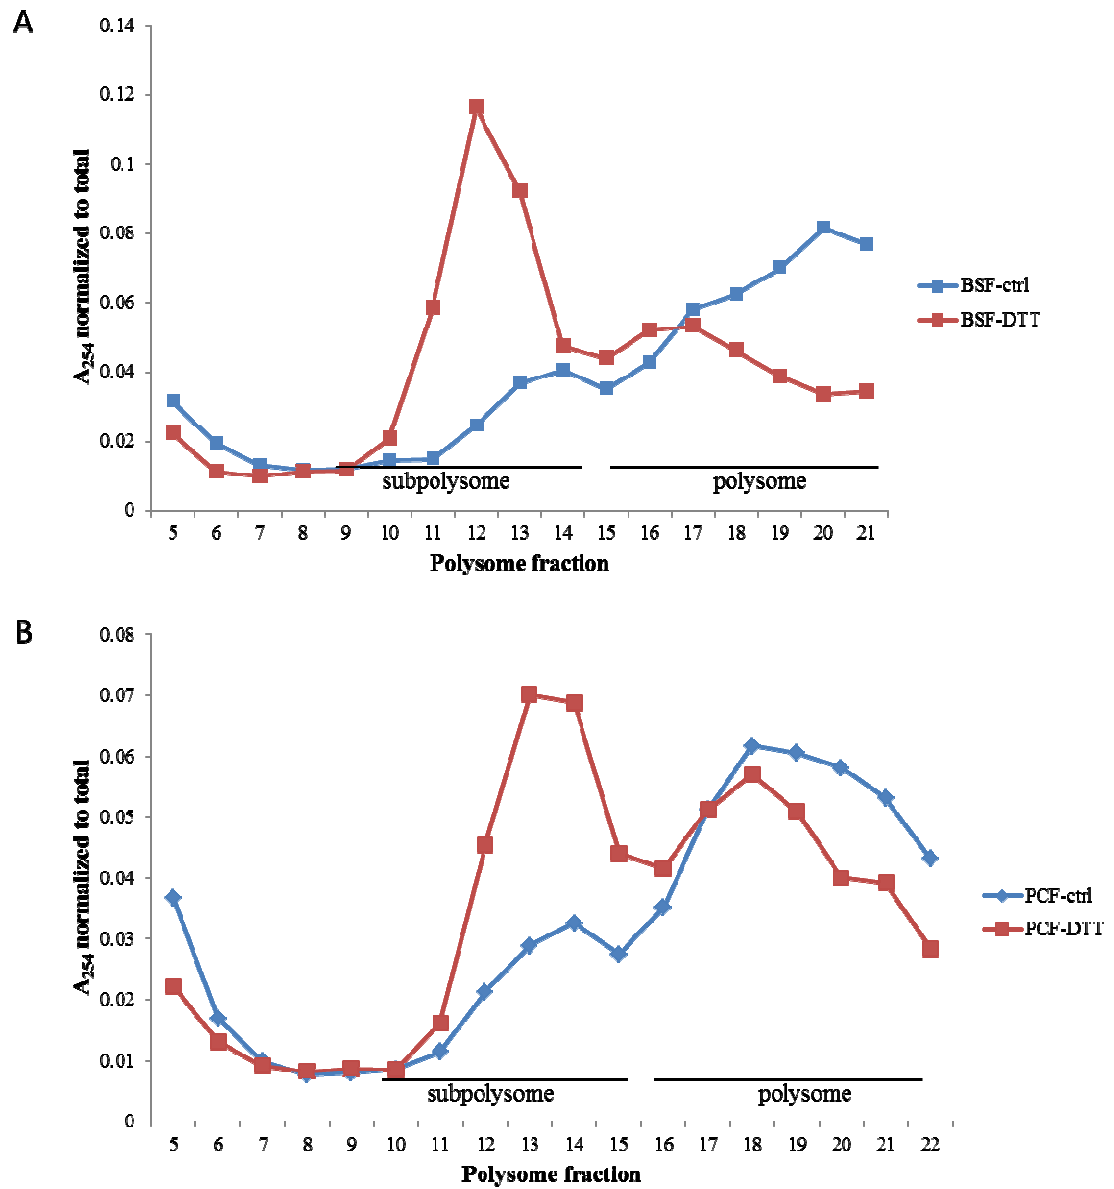 A
0.14
0.12
0.1
0.08
0.06
0.04
0.02
0
A254 normalized to total
BSF-ctrl
BSF-DTT
subpolysome polysome
5 6 7 8 9 10 11 12 13 14 15 16 17 18 19 20 21
Polysome fraction
B
0.08
0.07
0.06
0.05
0.04
0.03
0.02
0.01
0
A254 normalized to total
PCF-ctrl
PCF-DTT
subpolysome polysome
5 6 7 8 9 10 11 12 13 14 15 16 17 18 19 20 21 22
Polysome fraction